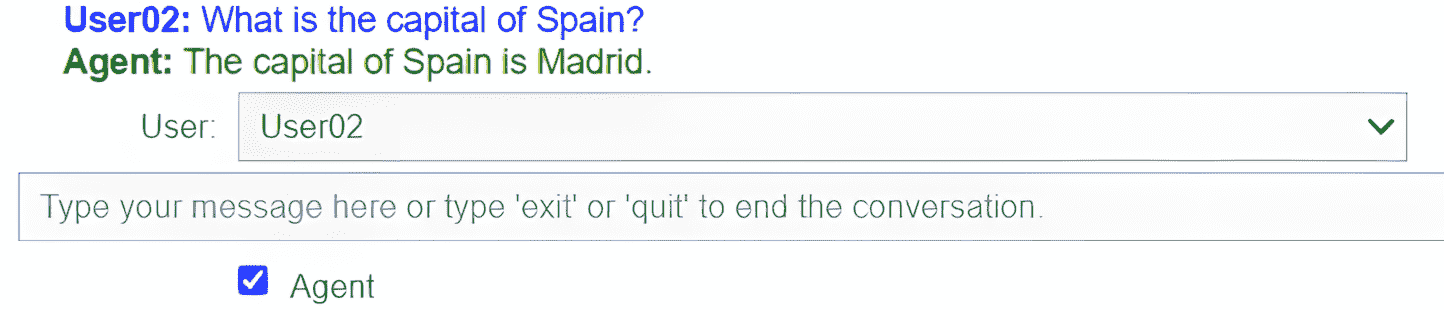 User02: What is the capital of Spain?
Agent: The capital of Spain is Madrid.
User: User02
Type your message here or type 'exit' or 'quit' to end the conversation.
Agent